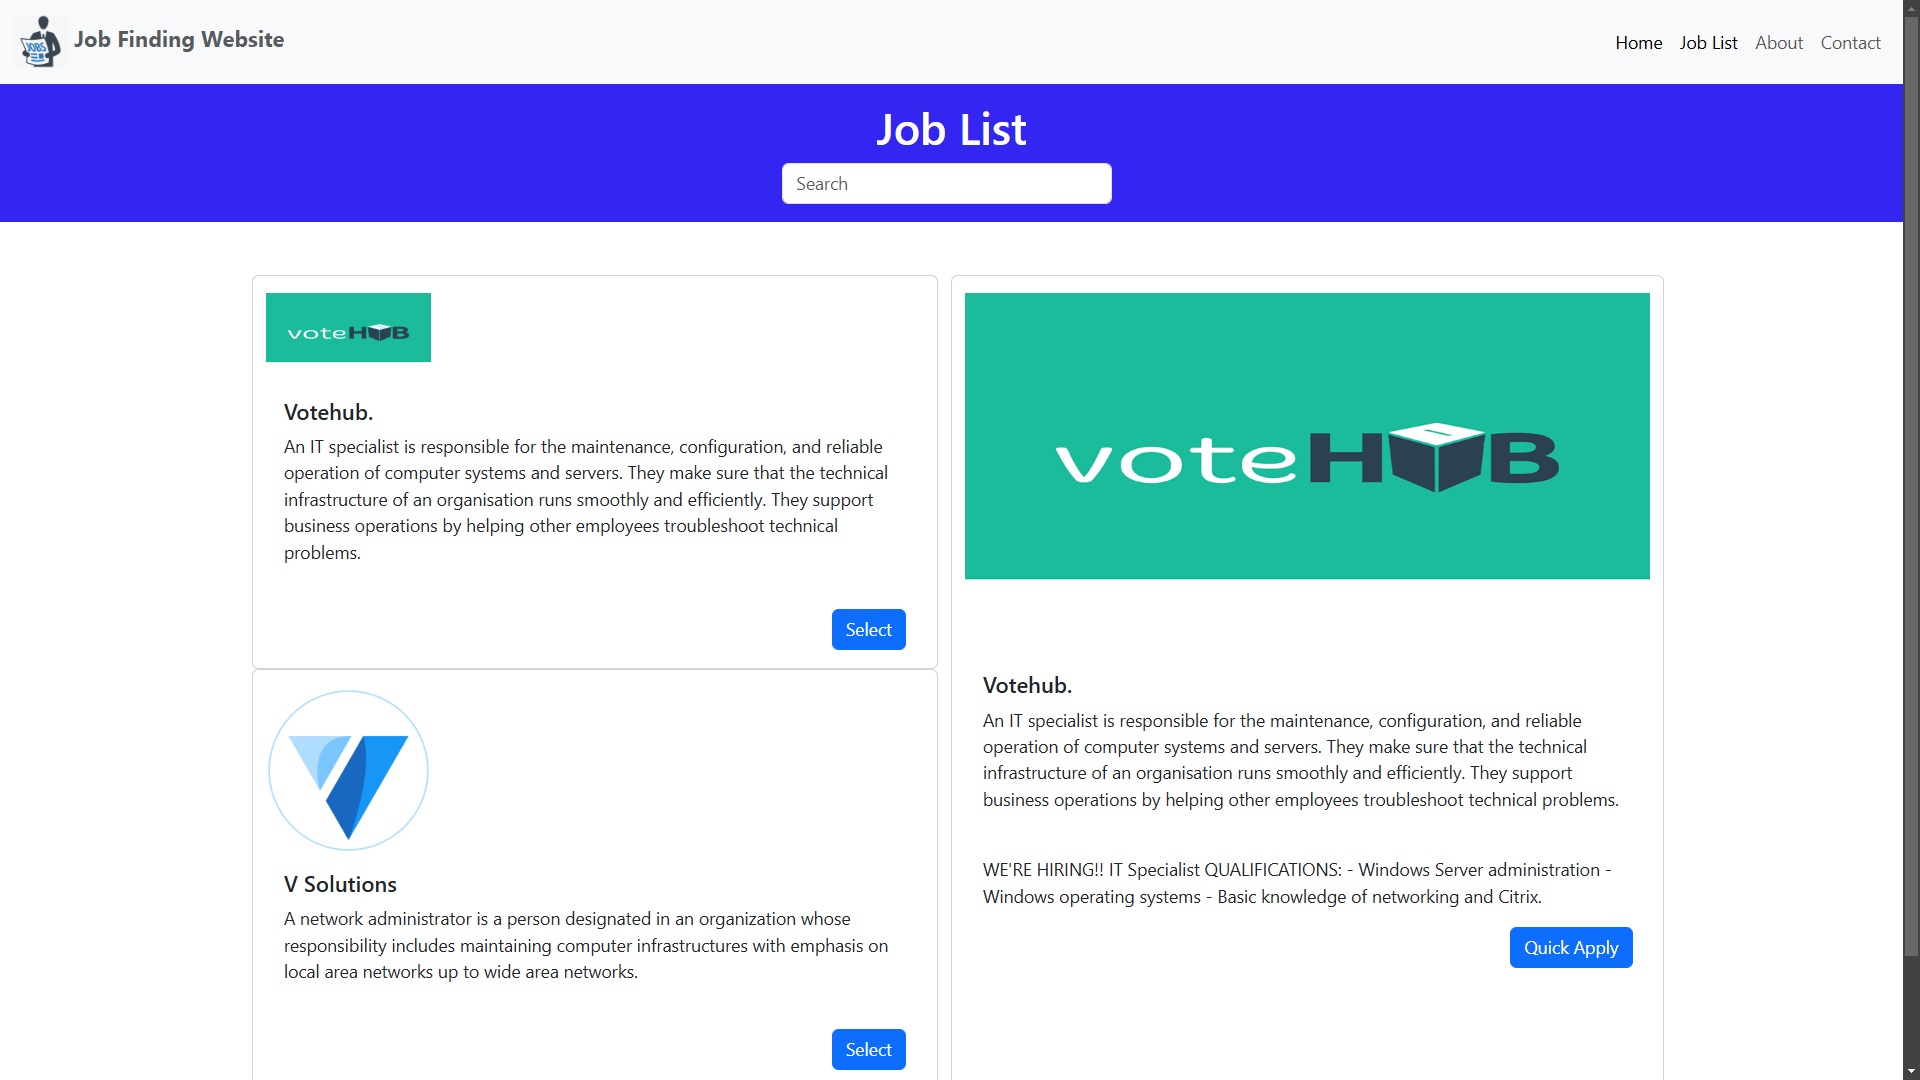 JOBS
Job Finding Website
Home Job List About Contact
Job List
Search
voteHUB
Votehub.
An IT specialist is responsible for the maintenance, configuration, and reliable
operation of computer systems and servers. They make sure that the technical
infrastructure of an organisation runs smoothly and efficiently. They support
business operations by helping other employees troubleshoot technical
problems.
Select
V Solutions
A network administrator is a person designated in an organization whose
responsibility includes maintaining computer infrastructures with emphasis on
local area networks up to wide area networks.
Select
voteHUB
Votehub.
An IT specialist is responsible for the maintenance, configuration, and reliable
operation of computer systems and servers. They make sure that the technical
infrastructure of an organisation runs smoothly and efficiently. They support
business operations by helping other employees troubleshoot technical problems.
WE'RE HIRING!! IT Specialist QUALIFICATIONS: - Windows Server administration -
Windows operating systems - Basic knowledge of networking and Citrix.
Quick Apply